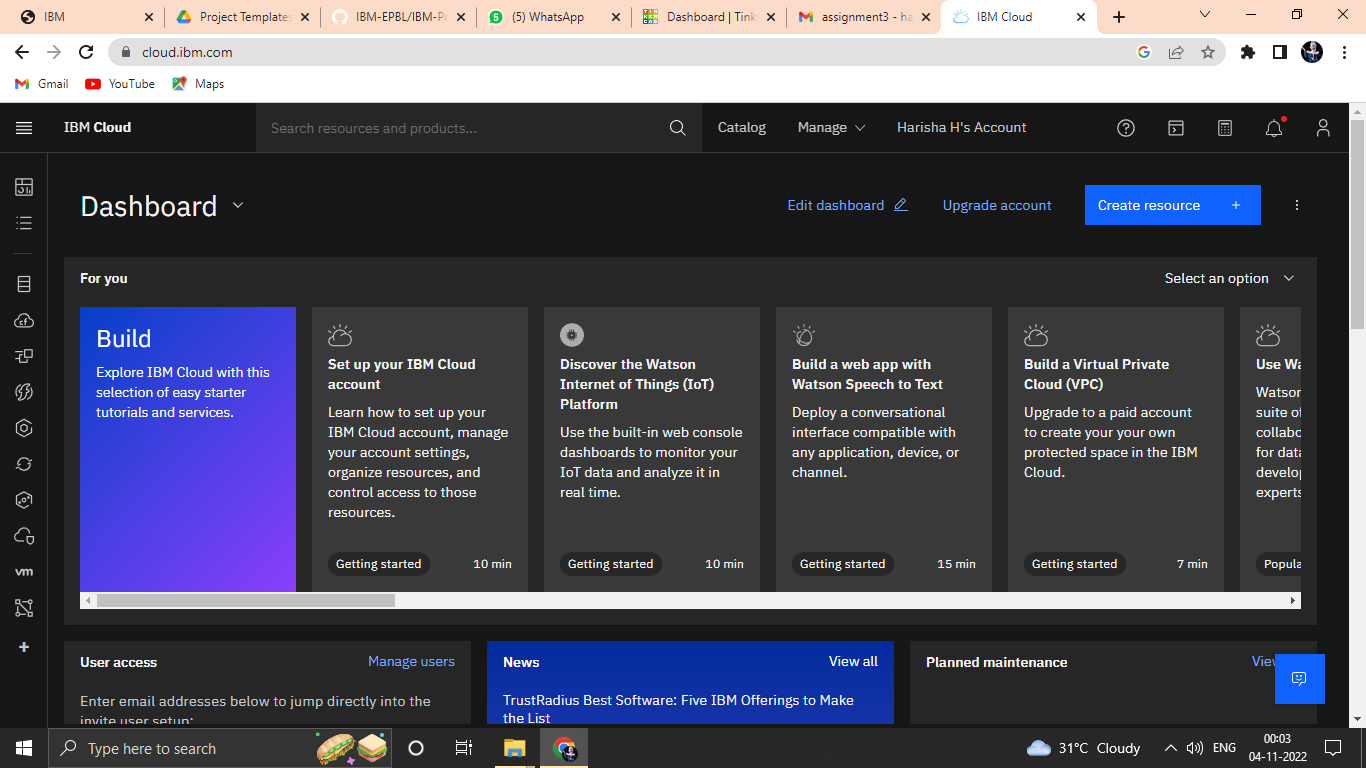 IBM
Project Templates
IBM-EPBL/IBM-Pr
(5) WhatsApp
Dashboard | Tink
assignment3 - ha
IBM Cloud
cloud.ibm.com
Gmail
YouTube
Maps
IBM Cloud
Search resources and products...
Catalog
Manage
Harisha H's Account
Dashboard
Edit dashboard
Upgrade account
Create resource +
For you
Select an option
Build
Explore IBM Cloud with this
selection of easy starter
tutorials and services.
Set up your IBM Cloud
account
Learn how to set up your
IBM Cloud account, manage
your account settings,
organize resources, and
control access to those
resources.
Getting started 10 min
Discover the Watson
Internet of Things (IoT)
Platform
Use the built-in web console
dashboards to monitor your
IoT data and analyze it in
real time.
Getting started 10 min
Build a web app with
Watson Speech to Text
Deploy a conversational
interface compatible with
any application, device, or
channel.
Getting started 15 min
Build a Virtual Private
Cloud (VPC)
Upgrade to a paid account
to create your your own
protected space in the IBM
Cloud.
Getting started 7 min
Use Wa
Watson
suite of
collabo
for data
develop
experts
Popula
cf
vm
User access
Manage users
Enter email addresses below to jump directly into the
invite user setup:
News
View all
TrustRadius Best Software: Five IBM Offerings to Make
the List
Planned maintenance
View
Type here to search
31°C Cloudy
ENG
00:03
04-11-2022